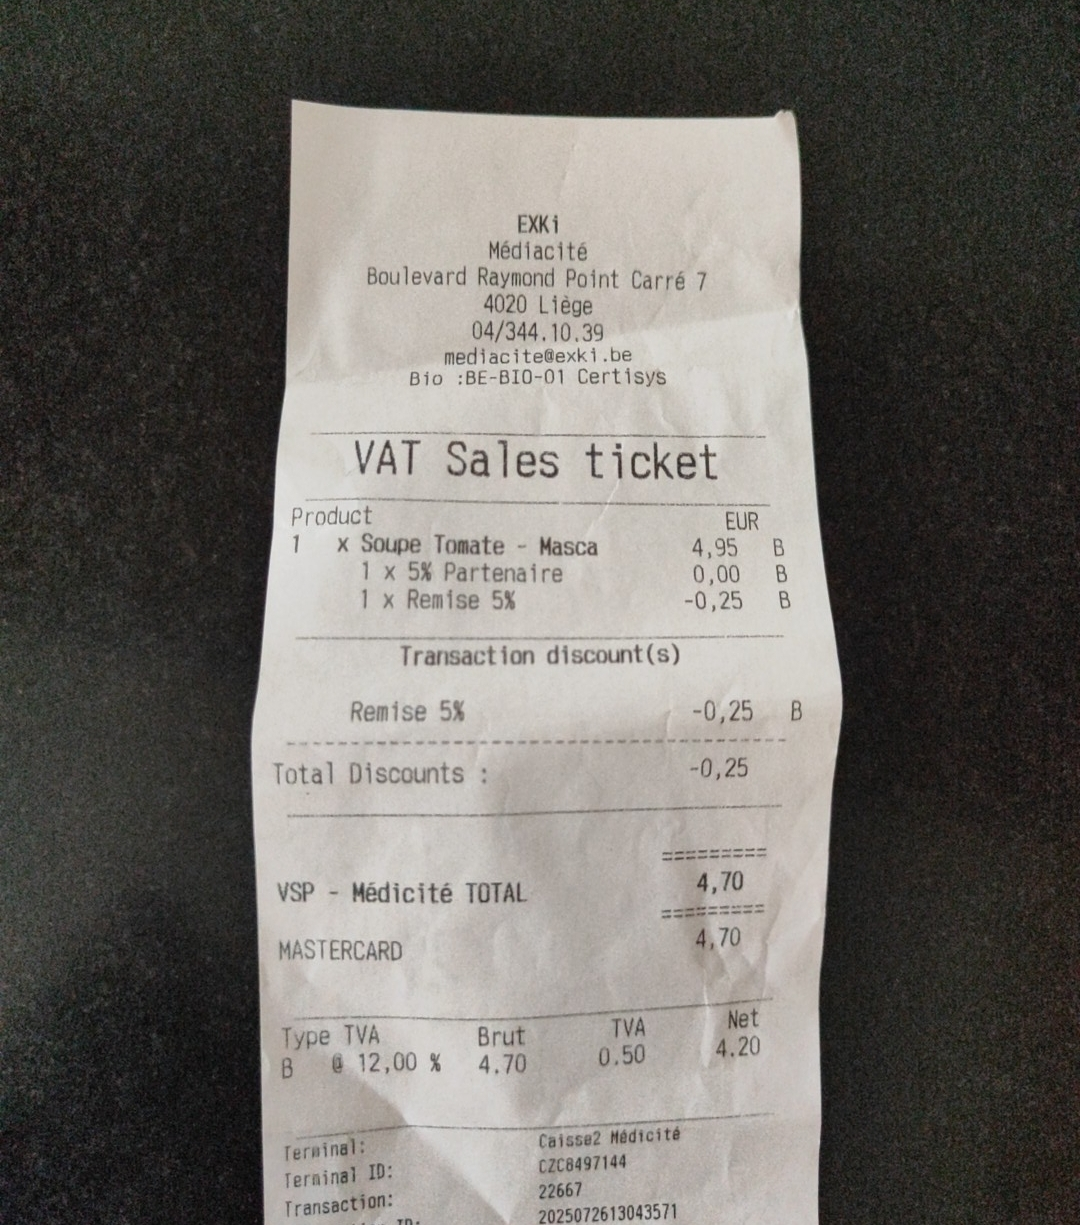 EXKi
Médiacité
Boulevard Raymond Point Carré 7
4020 Liège
04/344.10.39
mediacite@exki.be
Bio :BE-BIO-01 Certisys
VAT Sales ticket
Product EUR
1 x Soupe Tomate - Masca 4,95 B
1 x 5% Partenaire 0,00 B
1 x Remise 5% -0,25 B
Transaction discount(s)
Remise 5% -0,25 B
Total Discounts : -0,25
=========
VSP - Médicité TOTAL 4,70
=========
MASTERCARD 4,70
Type TVA Brut TVA Net
B @ 12,00 % 4.70 0.50 4.20
Terminal: Caisse2 Médicité
Terminal ID: CZC8497144
Transaction: 22667
ID: 2025072613043571